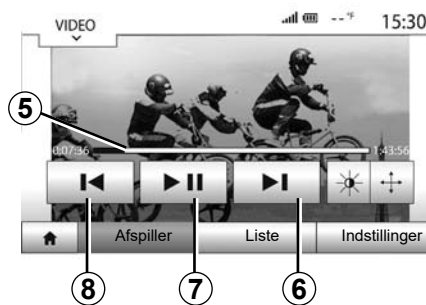 VIDEO
--°F 15:30
5
0:07:36 1:43:56
Afspiller Liste Indstillinger
8 7 6